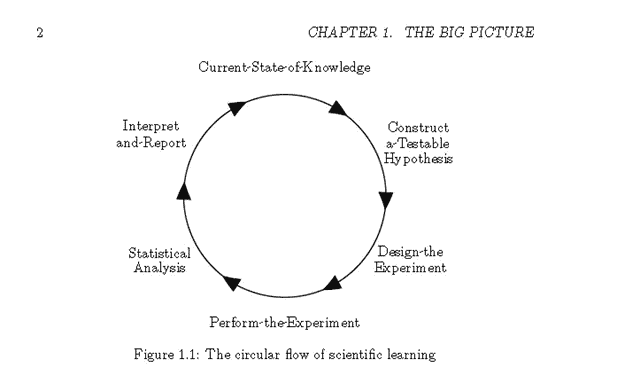 2 CHAPTER 1. THE BIG PICTURE
Current-State-of-Knowledge
Interpret
and-Report
Construct
a-Testable
Hypothesis
Statistical
Analysis
Design-the
Experiment
Perform-the-Experiment
Figure 1.1: The circular flow of scientific learning